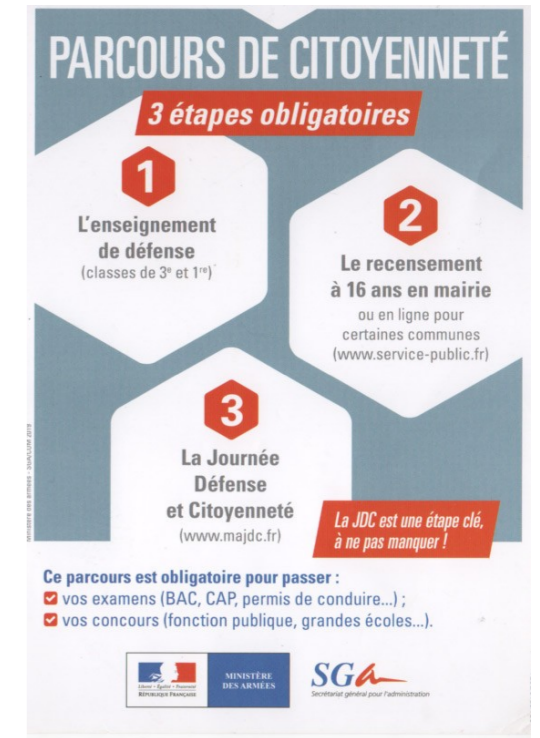 PARCOURS DE CITOYENNETÉ
3 étapes obligatoires
1
L'enseignement
de défense
(classes de 3e et 1re)
2
Le recensement
à 16 ans en mairie
ou en ligne pour
certaines communes
(www.service-public.fr)
3
La Journée
Défense
et Citoyenneté
(www.majdc.fr)
La JDC est une étape clé,
à ne pas manquer !
Ce parcours est obligatoire pour passer :
vos examens (BAC, CAP, permis de conduire...) ;
vos concours (fonction publique, grandes écoles...).
Liberté • Égalité • Fraternité
RÉPUBLIQUE FRANÇAISE
MINISTÈRE
DES ARMÉES
SGA
Secrétariat général pour l'administration